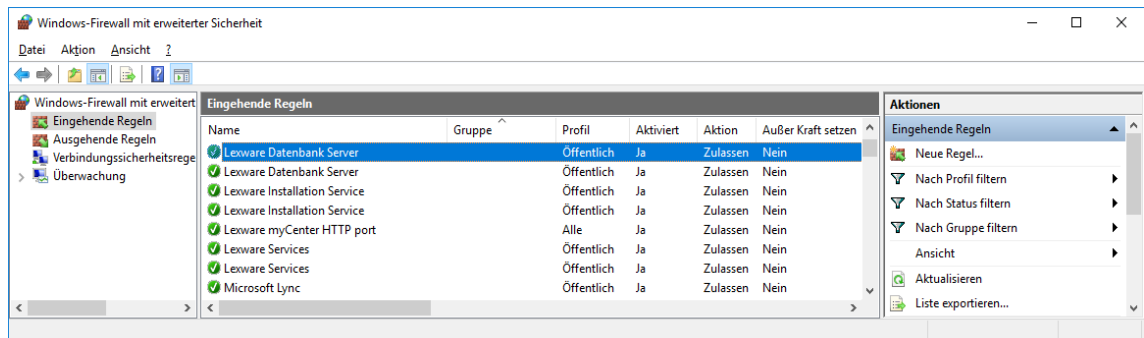 Windows-Firewall mit erweiterter Sicherheit
Datei Aktion Ansicht ?
Windows-Firewall mit erweitert
Eingehende Regeln
Ausgehende Regeln
Verbindungssicherheitsrege
Überwachung
Eingehende Regeln
Name Gruppe Profil Aktiviert Aktion Außer Kraft setzen
Lexware Datenbank Server Öffentlich Ja Zulassen Nein
Lexware Datenbank Server Öffentlich Ja Zulassen Nein
Lexware Installation Service Öffentlich Ja Zulassen Nein
Lexware Installation Service Öffentlich Ja Zulassen Nein
Lexware myCenter HTTP port Alle Ja Zulassen Nein
Lexware Services Öffentlich Ja Zulassen Nein
Lexware Services Öffentlich Ja Zulassen Nein
Microsoft Lync Öffentlich Ja Zulassen Nein
Aktionen
Eingehende Regeln
Neue Regel...
Nach Profil filtern
Nach Status filtern
Nach Gruppe filtern
Ansicht
Aktualisieren
Liste exportieren...